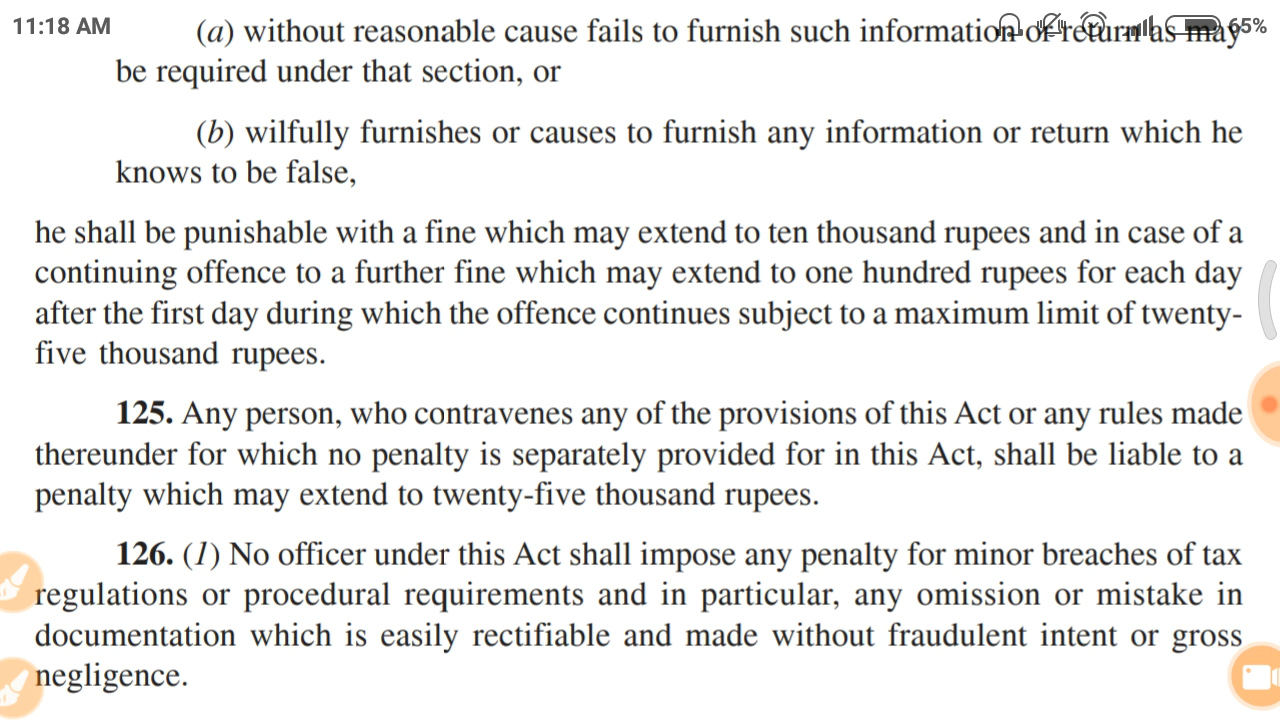 11:18 AM
65%
(a) without reasonable cause fails to furnish such information or return as may
be required under that section, or
(b) wilfully furnishes or causes to furnish any information or return which he
knows to be false,
he shall be punishable with a fine which may extend to ten thousand rupees and in case of a
continuing offence to a further fine which may extend to one hundred rupees for each day
after the first day during which the offence continues subject to a maximum limit of twenty-
five thousand rupees.
125. Any person, who contravenes any of the provisions of this Act or any rules made
thereunder for which no penalty is separately provided for in this Act, shall be liable to a
penalty which may extend to twenty-five thousand rupees.
126. (1) No officer under this Act shall impose any penalty for minor breaches of tax
regulations or procedural requirements and in particular, any omission or mistake in
documentation which is easily rectifiable and made without fraudulent intent or gross
negligence.